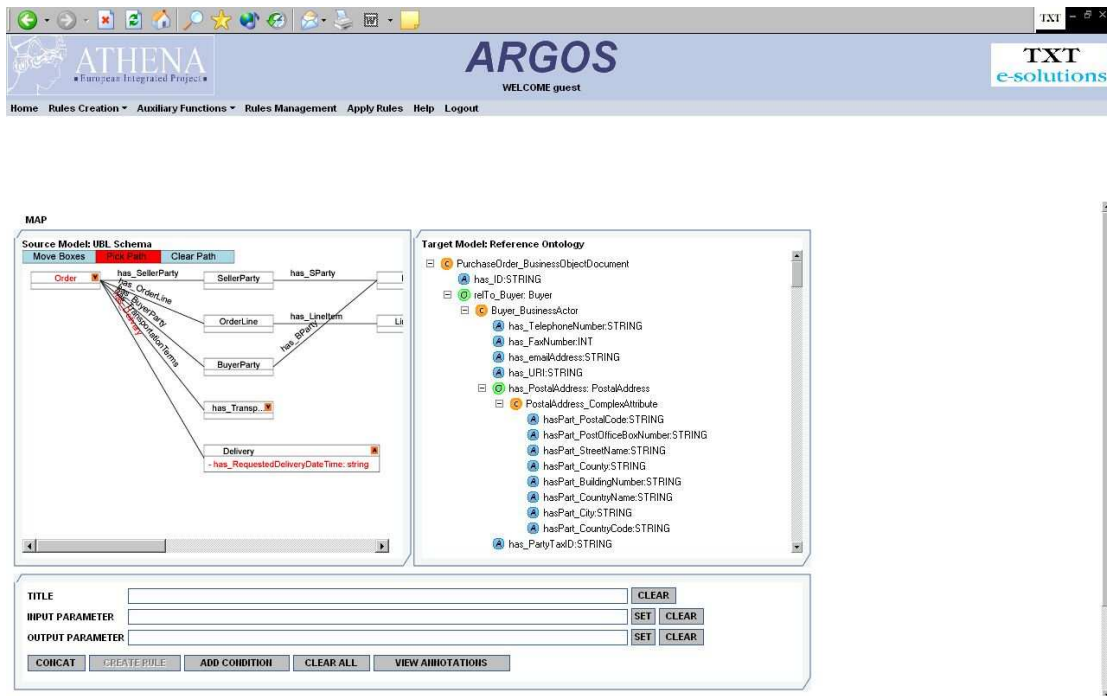 TXT
ATHENA
European Integrated Project
ARGOS
WELCOME guest
TXT
e-solutions
Home Rules Creation Auxiliary Functions Rules Management Apply Rules Help Logout
MAP
Source Model: UBL Schema
Move Boxes Pick Path Clear Path
Order
has_SellerParty
SellerParty
has_SParty
has_OrderLine
OrderLine
has_LineItem
Li
has_BuyerParty
BuyerParty
has_BParty
has_TransportationTerms
has_Transp...
has_Delivery
Delivery
- has_RequestedDeliveryDateTime: string
Target Model: Reference Ontology
PurchaseOrder_BusinessObjectDocument
has_ID:STRING
relTo_Buyer: Buyer
Buyer_BusinessActor
has_TelephoneNumber:STRING
has_FaxNumber:INT
has_emailAddress:STRING
has_URI:STRING
has_PostalAddress: PostalAddress
PostalAddress_ComplexAttribute
hasPart_PostalCode:STRING
hasPart_PostOfficeBoxNumber:STRING
hasPart_StreetName:STRING
hasPart_County:STRING
hasPart_BuildingNumber:STRING
hasPart_CountryName:STRING
hasPart_City:STRING
hasPart_CountryCode:STRING
has_PartyTaxID:STRING
TITLE CLEAR
INPUT PARAMETER SET CLEAR
OUTPUT PARAMETER SET CLEAR
CONCAT CREATE RULE ADD CONDITION CLEAR ALL VIEW ANNOTATIONS